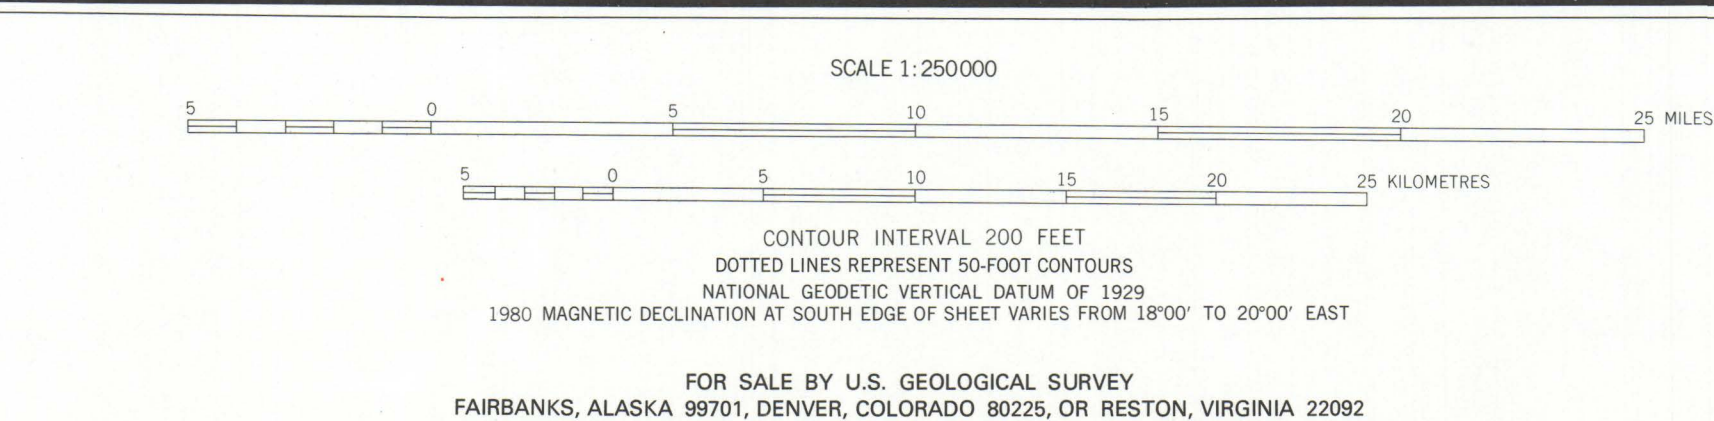 SCALE 1:250000
5 0 5 10 15 20 25 MILES
5 0 5 10 15 20 25 KILOMETRES
CONTOUR INTERVAL 200 FEET
DOTTED LINES REPRESENT 50-FOOT CONTOURS
NATIONAL GEODETIC VERTICAL DATUM OF 1929
1980 MAGNETIC DECLINATION AT SOUTH EDGE OF SHEET VARIES FROM 18°00′ TO 20°00′ EAST
FOR SALE BY U.S. GEOLOGICAL SURVEY
FAIRBANKS, ALASKA 99701, DENVER, COLORADO 80225, OR RESTON, VIRGINIA 22092